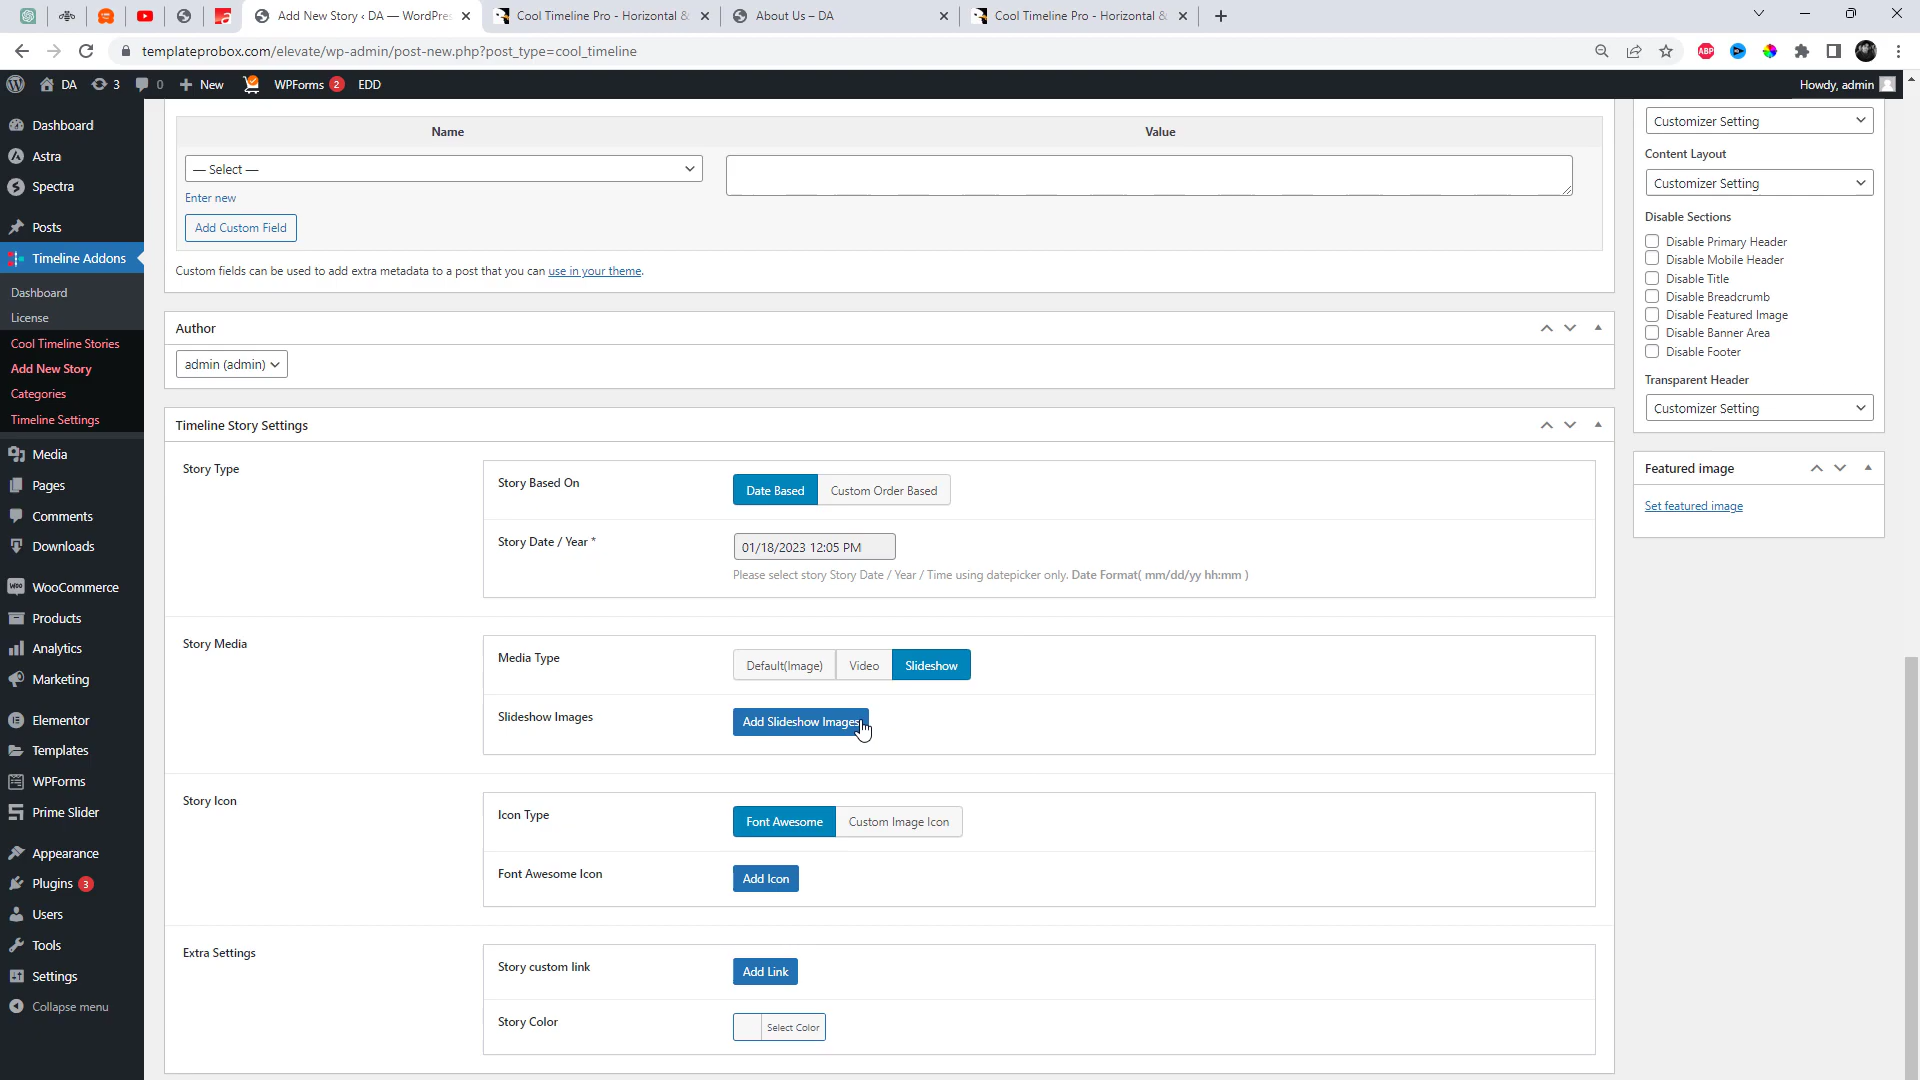 Add New Story ‹ DA — WordPre
Cool Timeline Pro - Horizontal &
About Us – DA
Cool Timeline Pro - Horizontal &
templateprobox.com/elevate/wp-admin/post-new.php?post_type=cool_timeline
ABP
DA
3
0
New
WPForms 2
EDD
Howdy, admin
Dashboard
Astra
Spectra
Posts
Timeline Addons
Dashboard
License
Cool Timeline Stories
Add New Story
Categories
Timeline Settings
Media
Pages
Comments
Downloads
WooCommerce
Products
Analytics
Marketing
Elementor
Templates
WPForms
Prime Slider
Appearance
Plugins 3
Users
Tools
Settings
Collapse menu
Name
Value
— Select —
Enter new
Add Custom Field
Custom fields can be used to add extra metadata to a post that you can use in your theme.
Author
admin (admin)
Timeline Story Settings
Story Type
Story Based On
Date Based
Custom Order Based
Story Date / Year *
01/18/2023 12:05 PM
Please select story Story Date / Year / Time using datepicker only. Date Format( mm/dd/yy hh:mm )
Story Media
Media Type
Default(Image)
Video
Slideshow
Slideshow Images
Add Slideshow Images
Story Icon
Icon Type
Font Awesome
Custom Image Icon
Font Awesome Icon
Add Icon
Extra Settings
Story custom link
Add Link
Story Color
Select Color
Customizer Setting
Content Layout
Customizer Setting
Disable Sections
Disable Primary Header
Disable Mobile Header
Disable Title
Disable Breadcrumb
Disable Featured Image
Disable Banner Area
Disable Footer
Transparent Header
Customizer Setting
Featured image
Set featured image